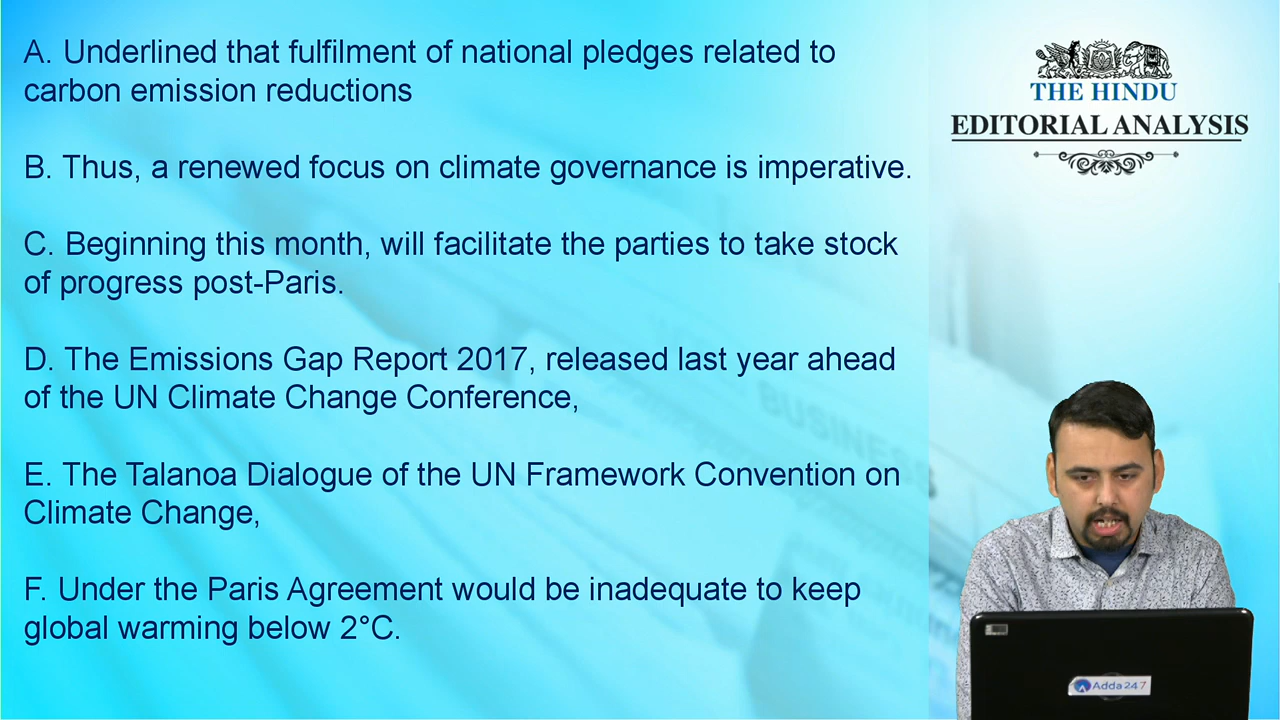 A. Underlined that fulfilment of national pledges related to
carbon emission reductions
B. Thus, a renewed focus on climate governance is imperative.
C. Beginning this month, will facilitate the parties to take stock
of progress post-Paris.
D. The Emissions Gap Report 2017, released last year ahead
of the UN Climate Change Conference,
E. The Talanoa Dialogue of the UN Framework Convention on
Climate Change,
F. Under the Paris Agreement would be inadequate to keep
global warming below 2°C.
THE HINDU
EDITORIAL ANALYSIS
BUSINESS
Adda247